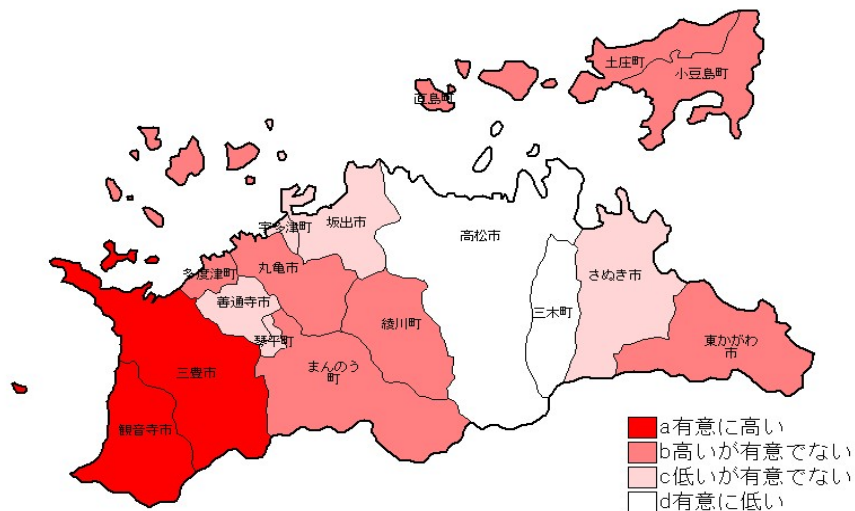 土庄町
小豆島町
直島町
宇多津町
坂出市
高松市
多度津町
丸亀市
さぬき市
善通寺市
三木町
綾川町
琴平町
東かがわ
市
まんのう
町
三豊市
観音寺市
a有意に高い
b高いが有意でない
c低いが有意でない
d有意に低い